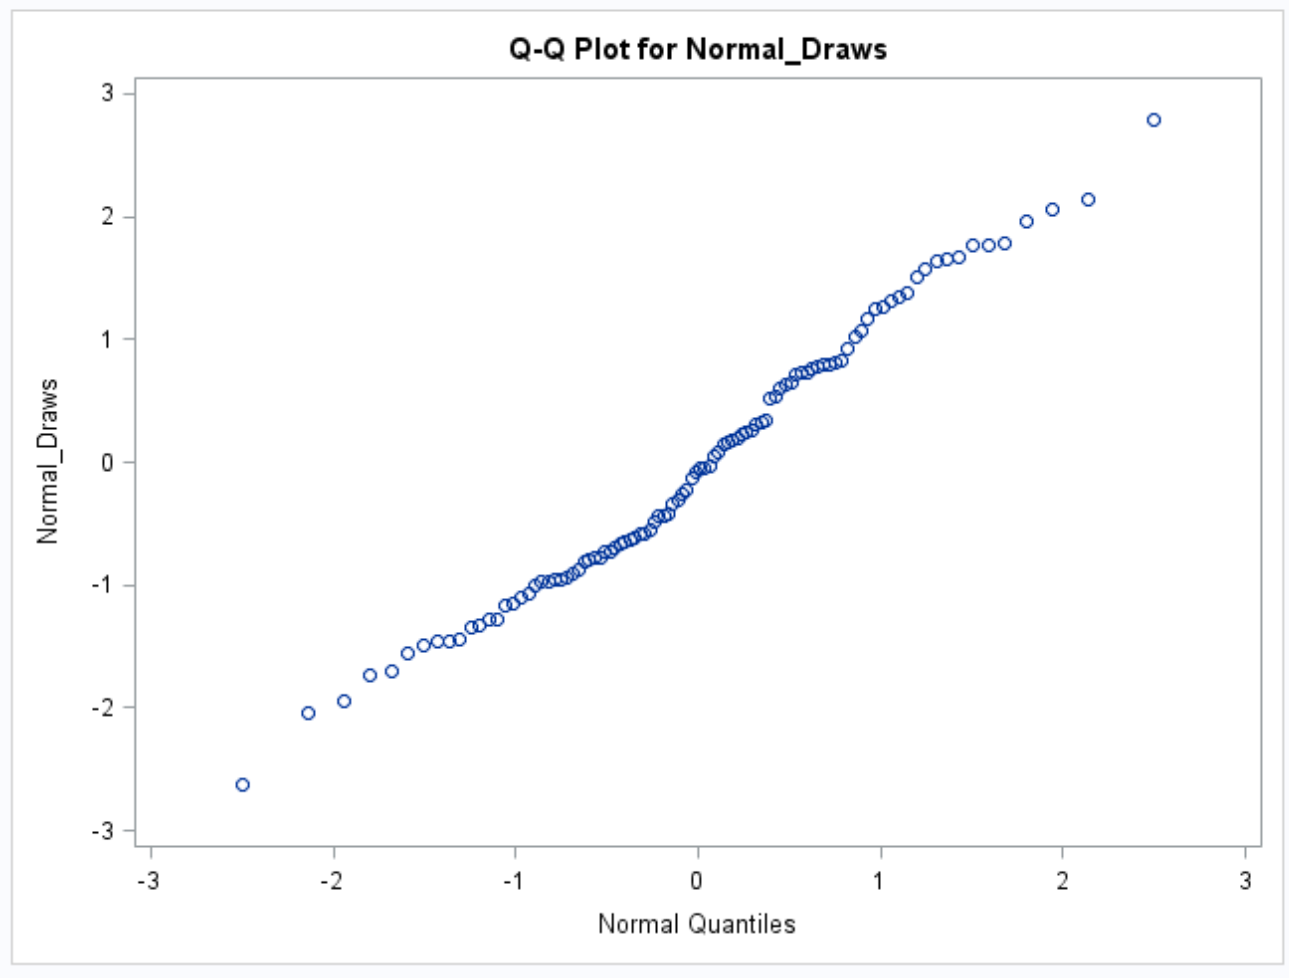 Q-Q Plot for Normal_Draws
3
2
1
0
-1
-2
-3
Normal_Draws
-3 -2 -1 0 1 2 3
Normal Quantiles